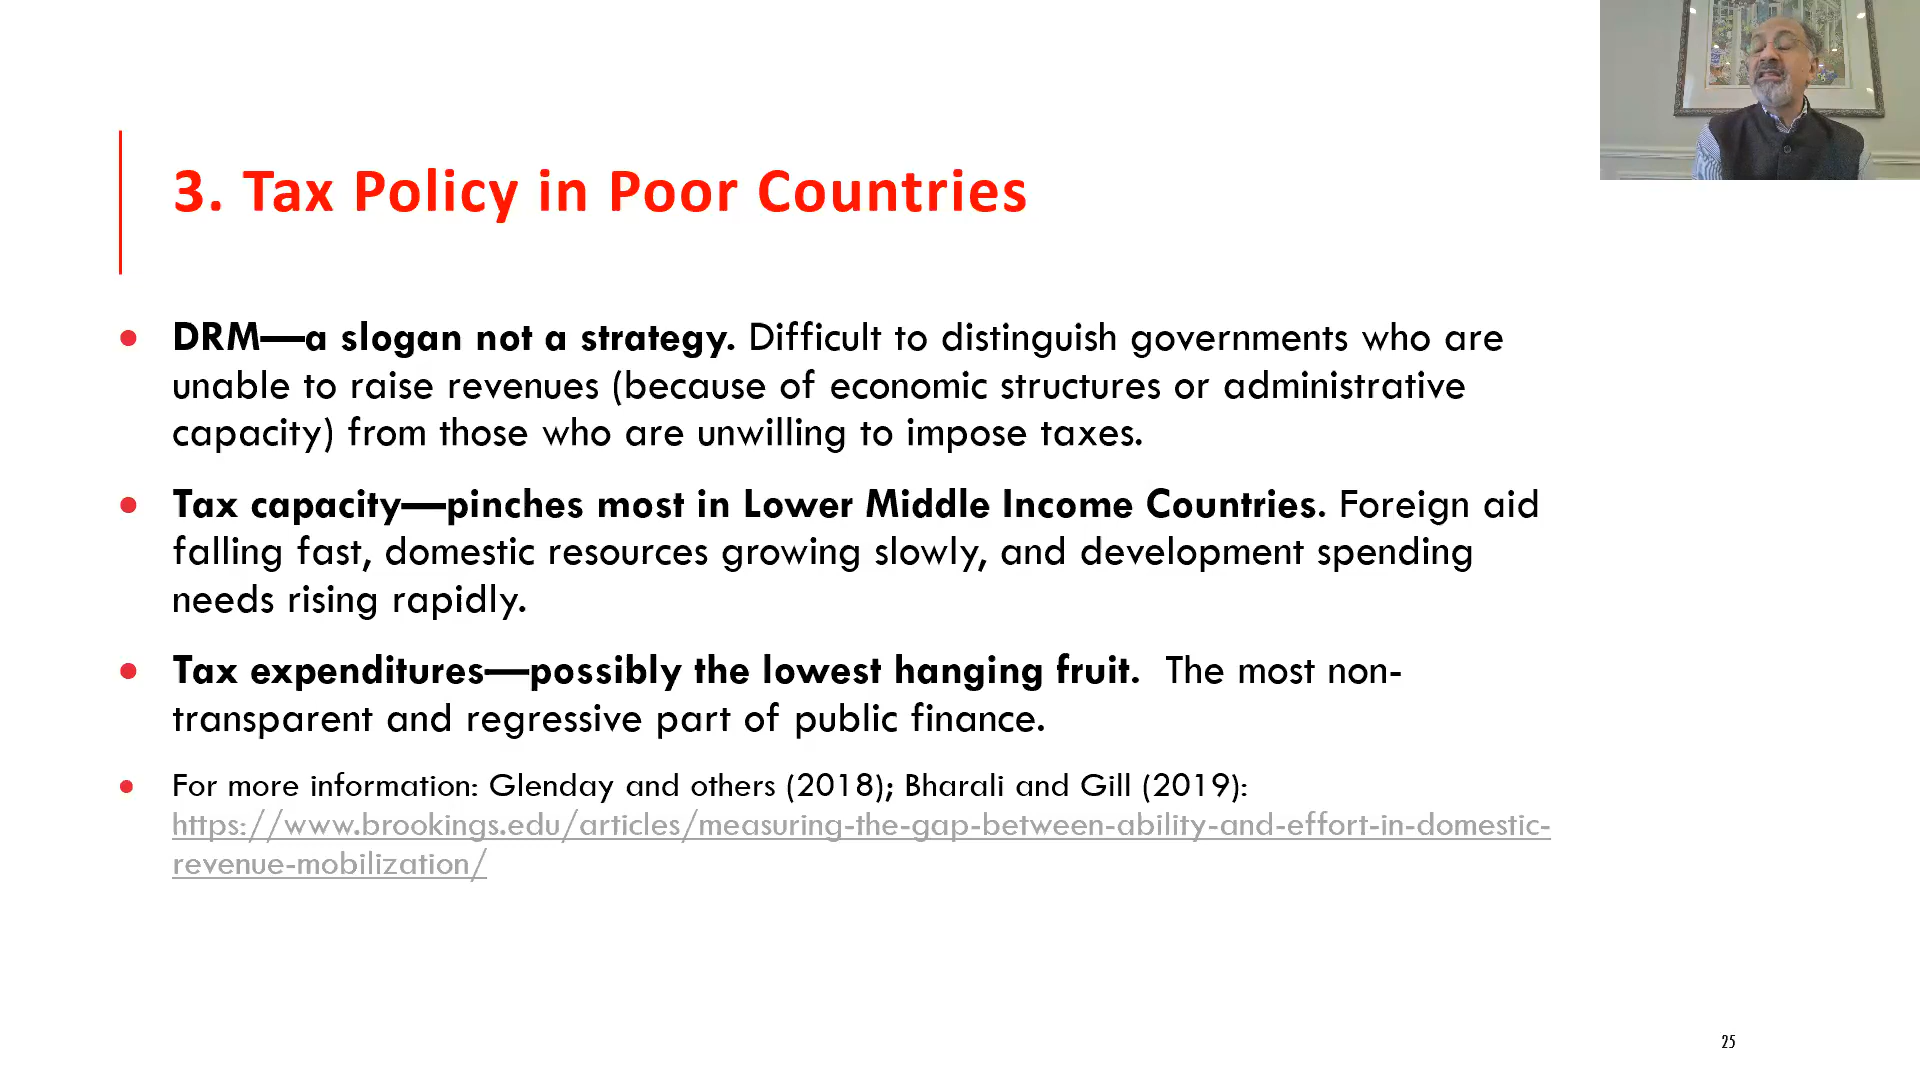 3. Tax Policy in Poor Countries
• DRM—a slogan not a strategy. Difficult to distinguish governments who are
unable to raise revenues (because of economic structures or administrative
capacity) from those who are unwilling to impose taxes.
• Tax capacity—pinches most in Lower Middle Income Countries. Foreign aid
falling fast, domestic resources growing slowly, and development spending
needs rising rapidly.
• Tax expenditures—possibly the lowest hanging fruit. The most non-
transparent and regressive part of public finance.
• For more information: Glenday and others (2018); Bharali and Gill (2019):
https://www.brookings.edu/articles/measuring-the-gap-between-ability-and-effort-in-domestic-
revenue-mobilization/
25